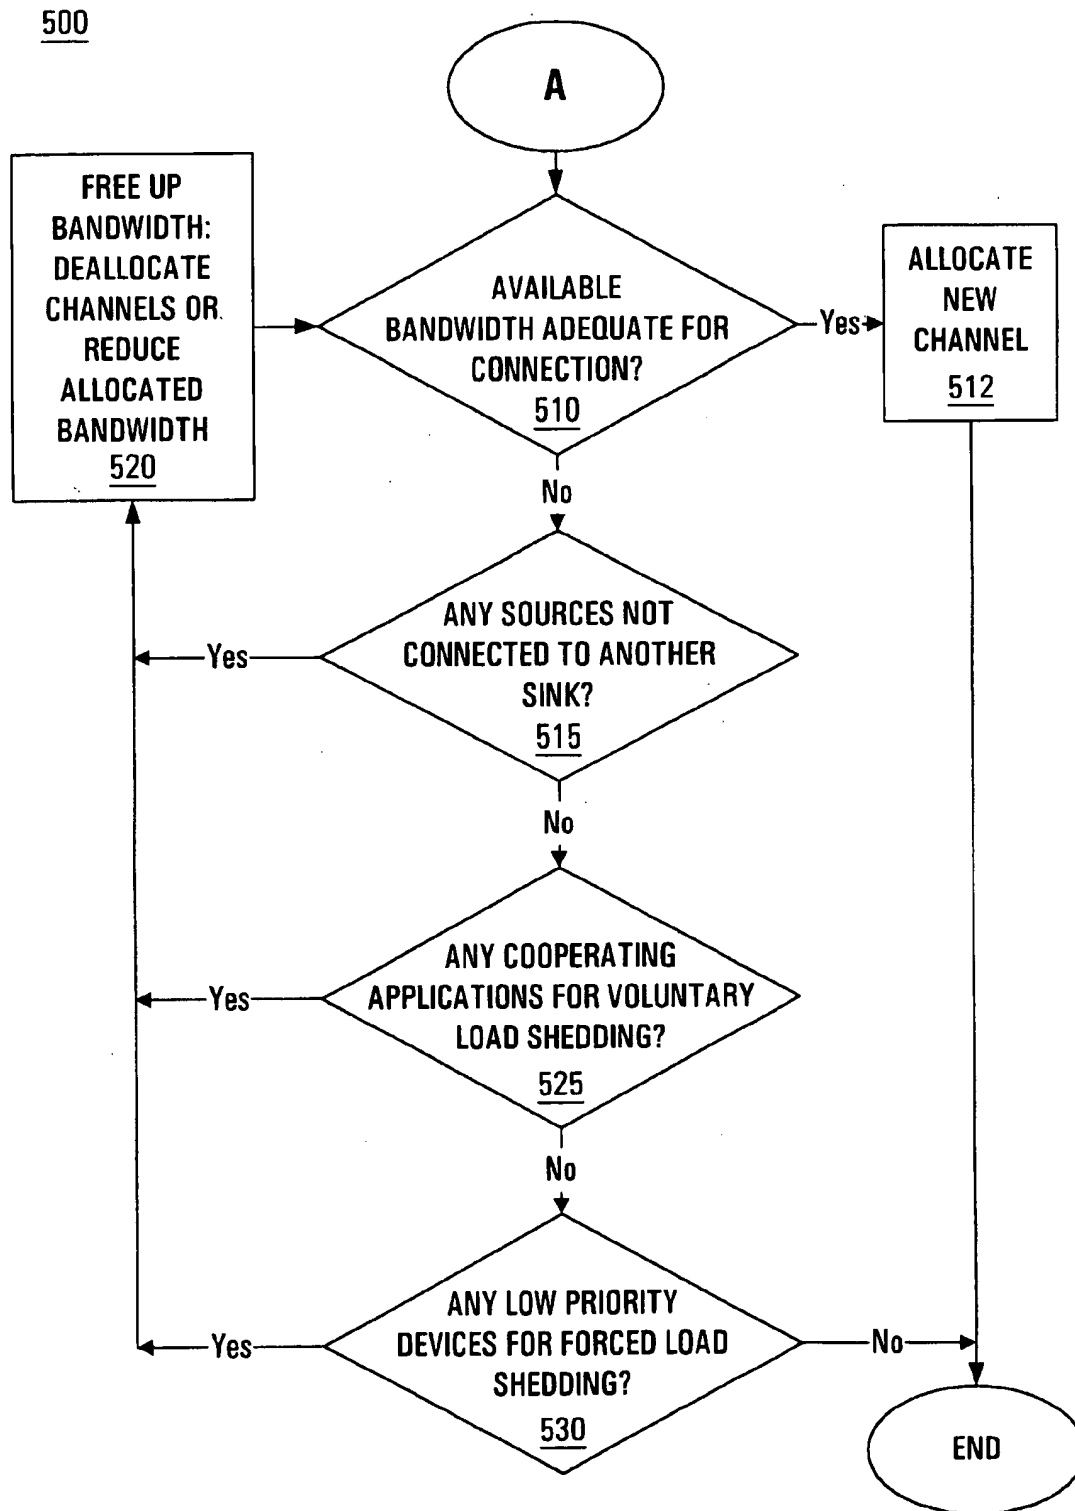 500
A
FREE UP
BANDWIDTH:
DEALLOCATE
CHANNELS OR
REDUCE
ALLOCATED
BANDWIDTH
520
AVAILABLE
BANDWIDTH ADEQUATE FOR
CONNECTION?
510
Yes
ALLOCATE
NEW
CHANNEL
512
No
ANY SOURCES NOT
CONNECTED TO ANOTHER
SINK?
515
Yes
No
ANY COOPERATING
APPLICATIONS FOR VOLUNTARY
LOAD SHEDDING?
525
Yes
No
ANY LOW PRIORITY
DEVICES FOR FORCED LOAD
SHEDDING?
530
Yes
No
END